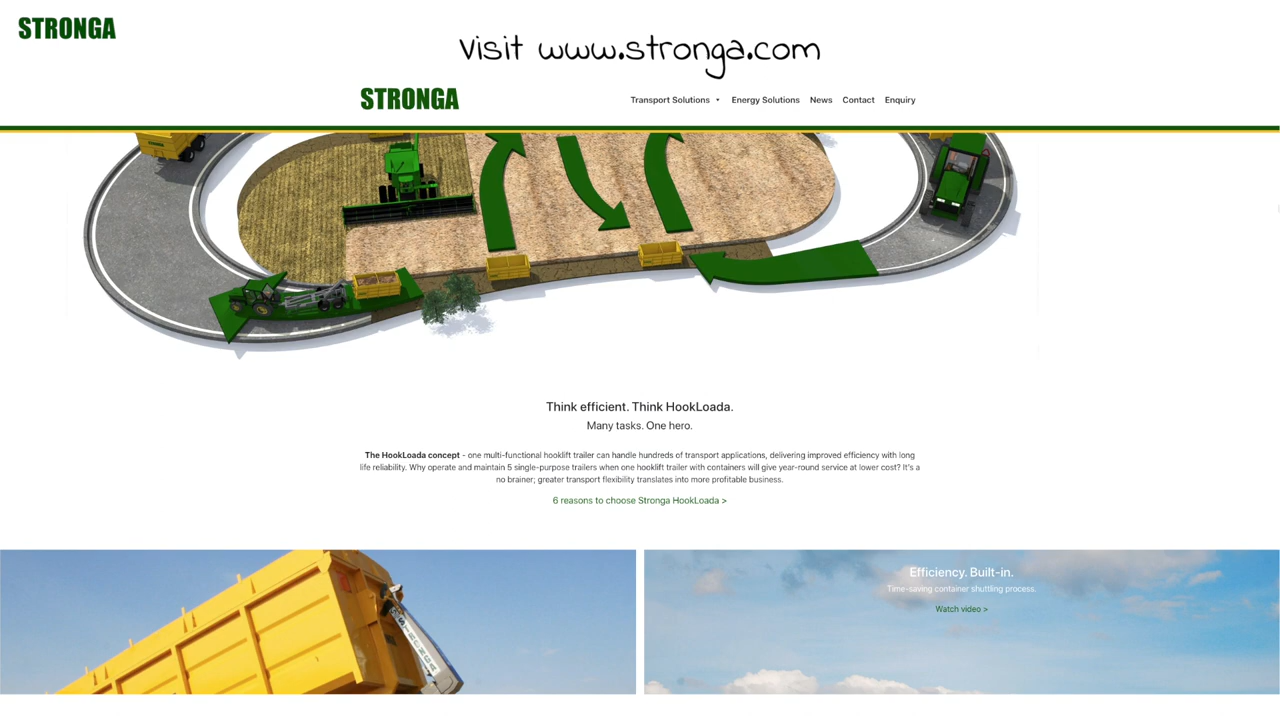 STRONGA
Visit www.stronga.com
STRONGA
Transport Solutions Energy Solutions News Contact Enquiry
Think efficient. Think HookLoada.
Many tasks. One hero.
The HookLoada concept - one multi-functional hooklift trailer can handle hundreds of transport applications, delivering improved efficiency with long
life reliability. Why operate and maintain 5 single-purpose trailers when one hooklift trailer with containers will give year-round service at lower cost? It's a
no brainer; greater transport flexibility translates into more profitable business.
6 reasons to choose Stronga HookLoada >
Efficiency. Built-in.
Time-saving container shuttling process.
Watch video >
STRONGA